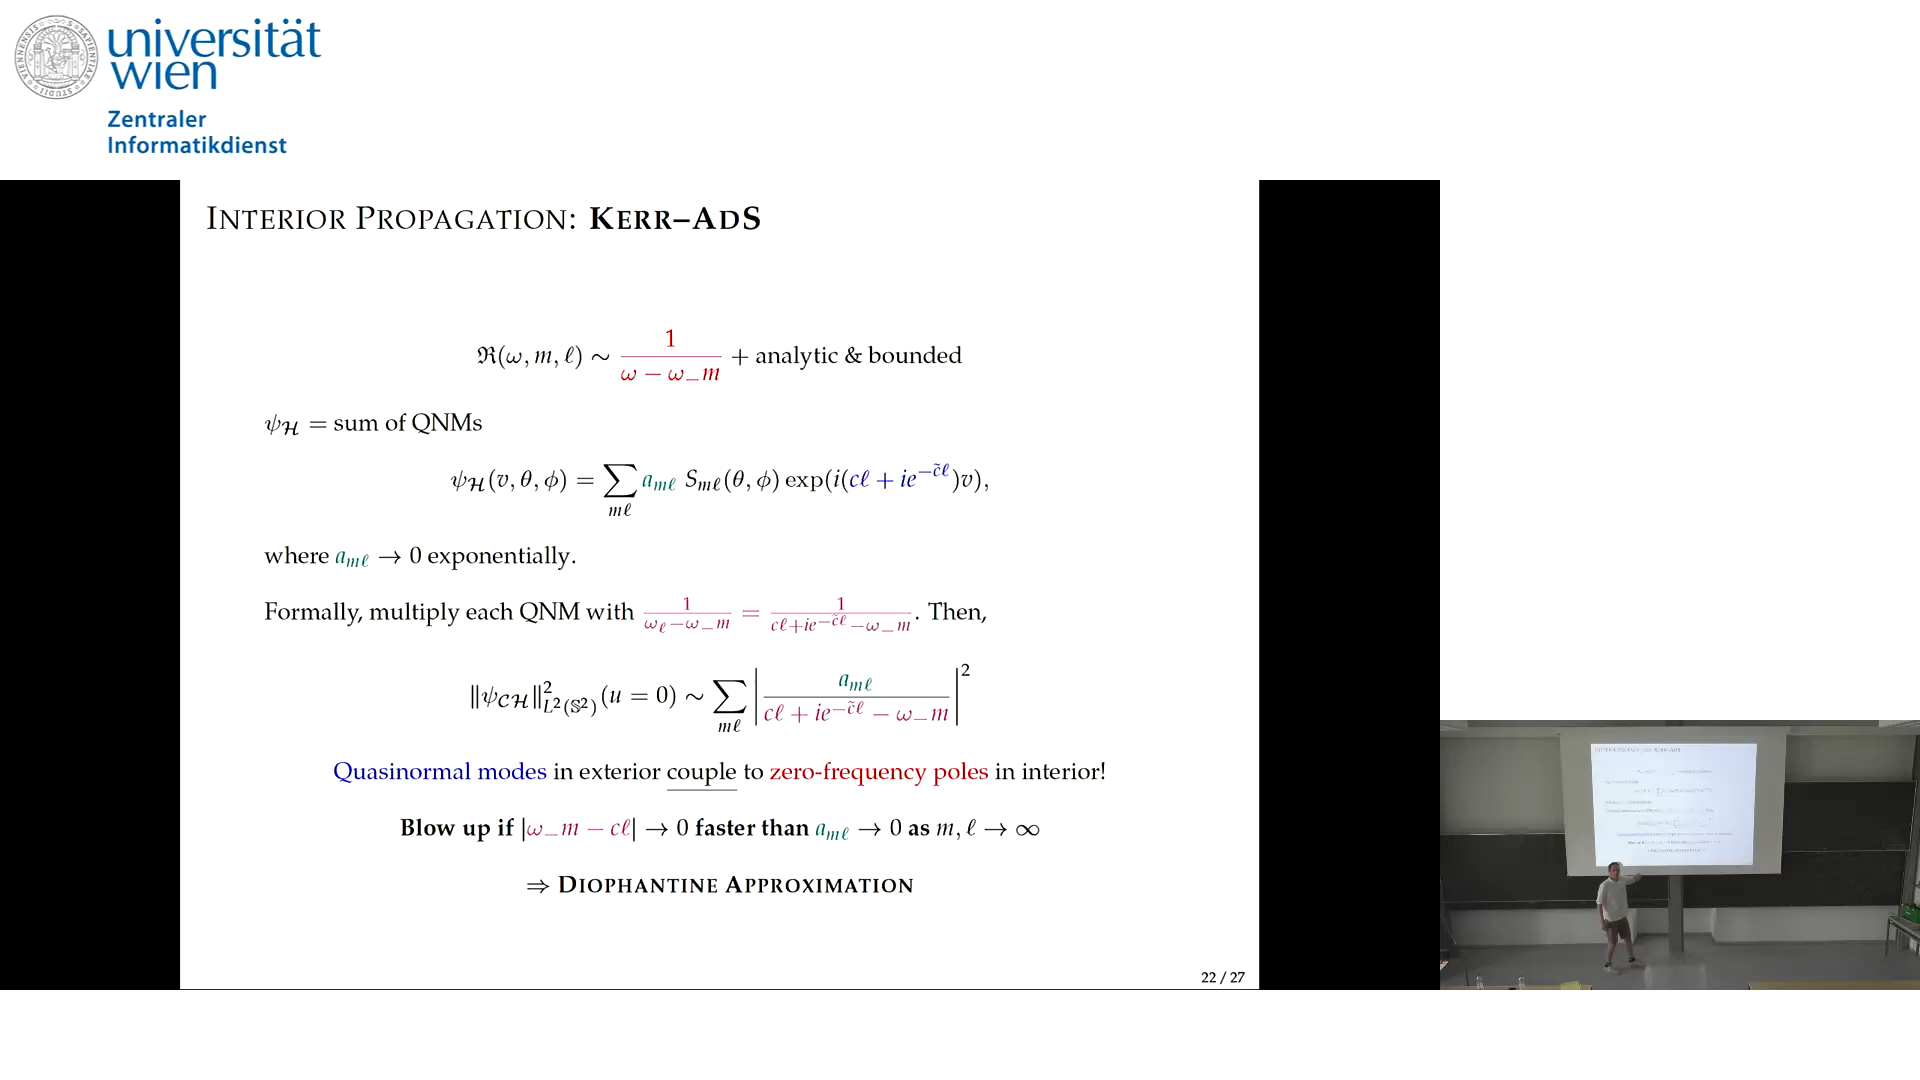 universität
wien
Zentraler
Informatikdienst
INTERIOR PROPAGATION: KERR–ADS
ℜ(ω, m, ℓ) ∼ 1 / (ω − ω₋m) + analytic & bounded
ψ_𝓗 = sum of QNMs
ψ_𝓗(v, θ, ϕ) = ∑_{mℓ} a_{mℓ} S_{mℓ}(θ, ϕ) exp(i(cℓ + ie^{−c̃ℓ})v),
where a_{mℓ} → 0 exponentially.
Formally, multiply each QNM with 1/(ω_ℓ − ω₋m) = 1/(cℓ + ie^{−c̃ℓ} − ω₋m). Then,
‖ψ_{𝓒𝓗}‖²_{L²(𝕊²)}(u = 0) ∼ ∑_{mℓ} |a_{mℓ} / (cℓ + ie^{−c̃ℓ} − ω₋m)|²
Quasinormal modes in exterior couple to zero-frequency poles in interior!
Blow up if |ω₋m − cℓ| → 0 faster than a_{mℓ} → 0 as m, ℓ → ∞
⇒ DIOPHANTINE APPROXIMATION
22 / 27